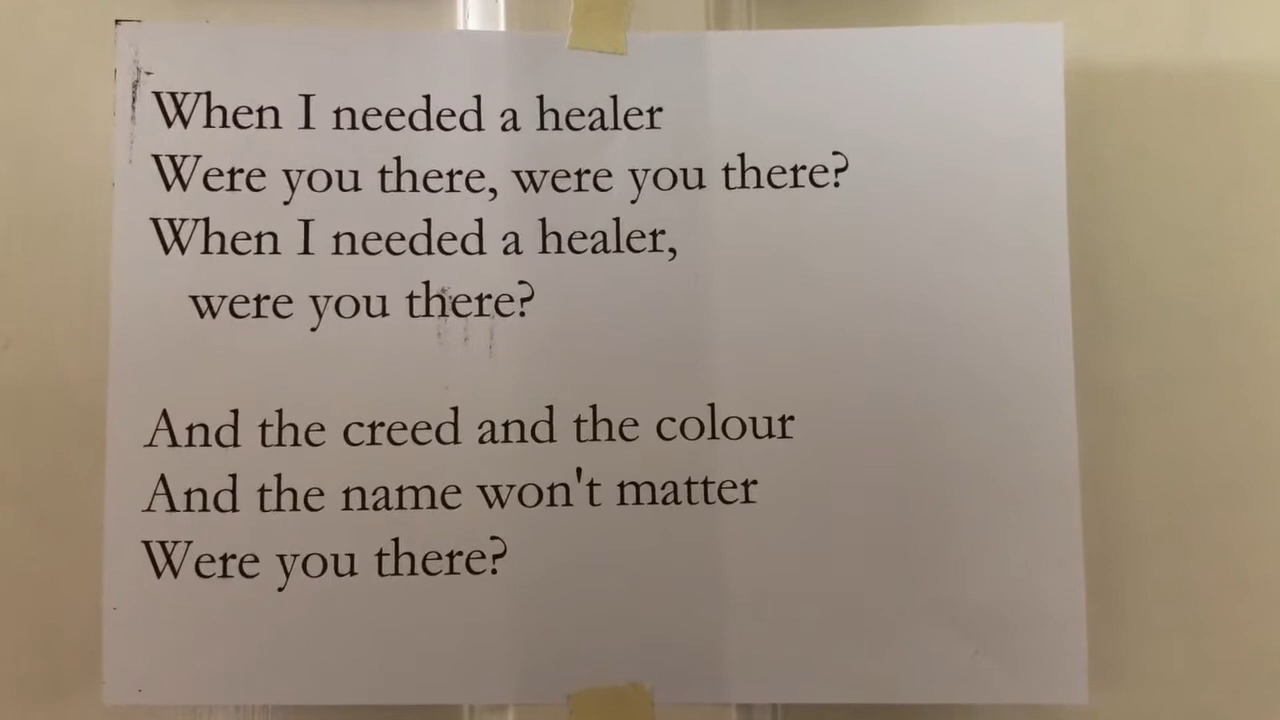 When I needed a healer
Were you there, were you there?
When I needed a healer,
were you there?
And the creed and the colour
And the name won't matter
Were you there?